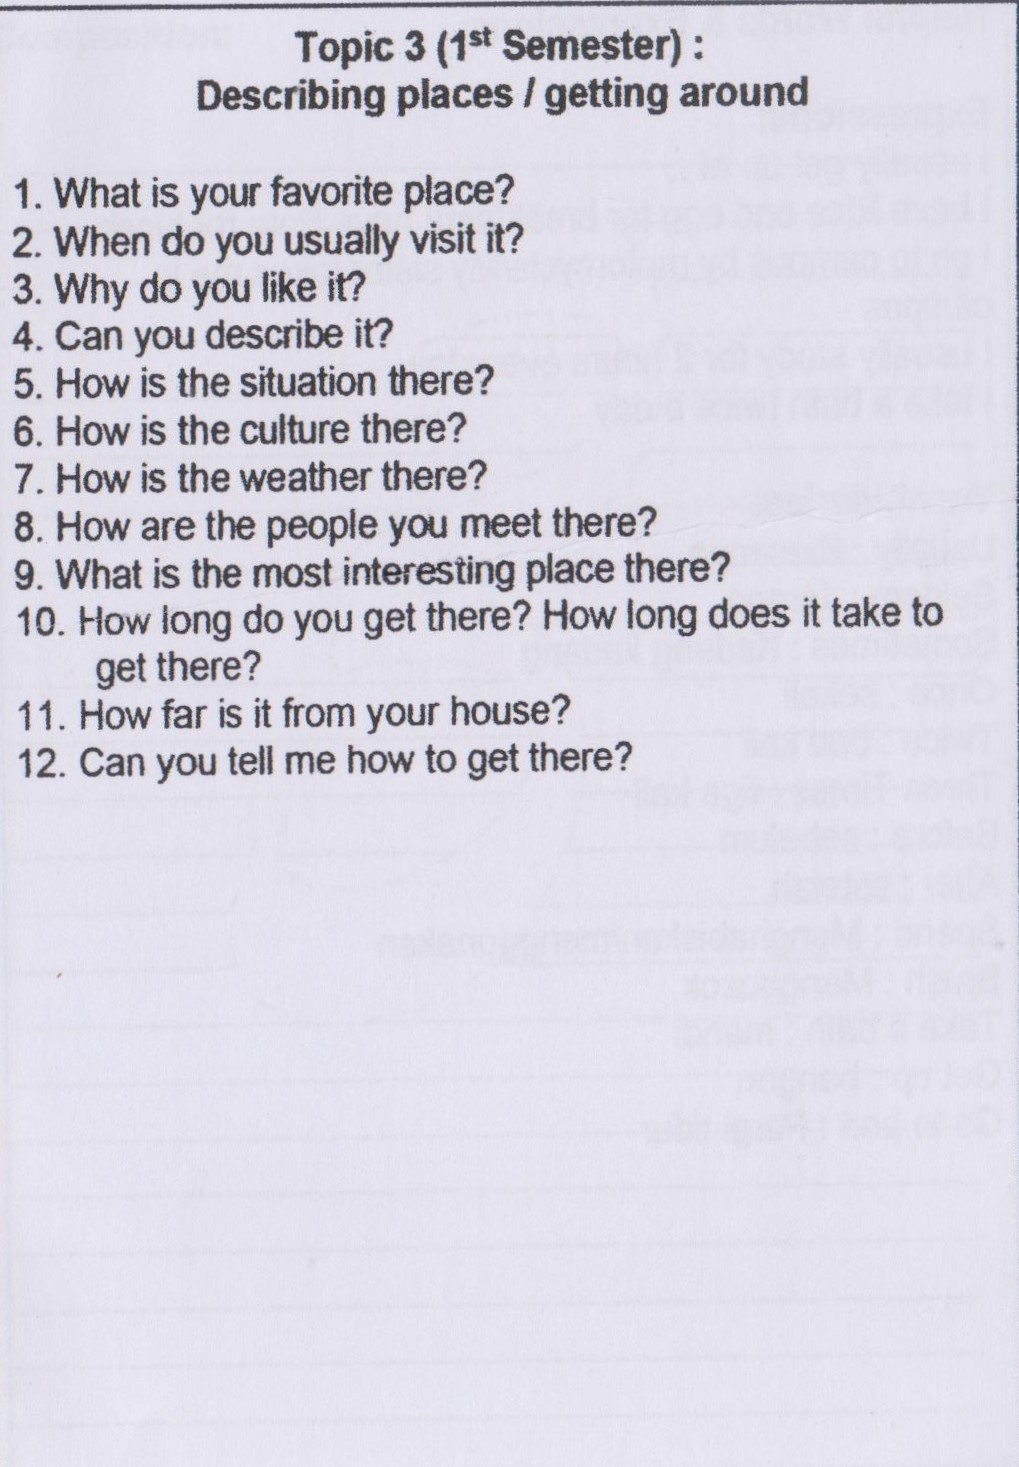 Topic 3 (1st Semester) :
Describing places / getting around
1. What is your favorite place?
2. When do you usually visit it?
3. Why do you like it?
4. Can you describe it?
5. How is the situation there?
6. How is the culture there?
7. How is the weather there?
8. How are the people you meet there?
9. What is the most interesting place there?
10. How long do you get there? How long does it take to
get there?
11. How far is it from your house?
12. Can you tell me how to get there?